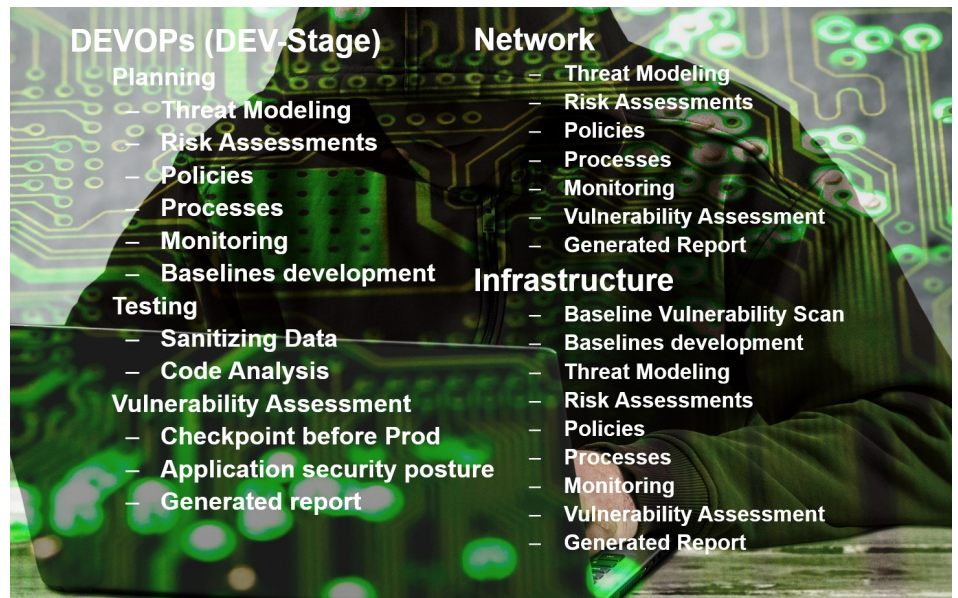 DEVOPs (DEV-Stage)
Planning
– Threat Modeling
– Risk Assessments
– Policies
– Processes
– Monitoring
– Baselines development
Testing
– Sanitizing Data
– Code Analysis
Vulnerability Assessment
– Checkpoint before Prod
– Application security posture
– Generated report
Network
– Threat Modeling
– Risk Assessments
– Policies
– Processes
– Monitoring
– Vulnerability Assessment
– Generated Report
Infrastructure
– Baseline Vulnerability Scan
– Baselines development
– Threat Modeling
– Risk Assessments
– Policies
– Processes
– Monitoring
– Vulnerability Assessment
– Generated Report